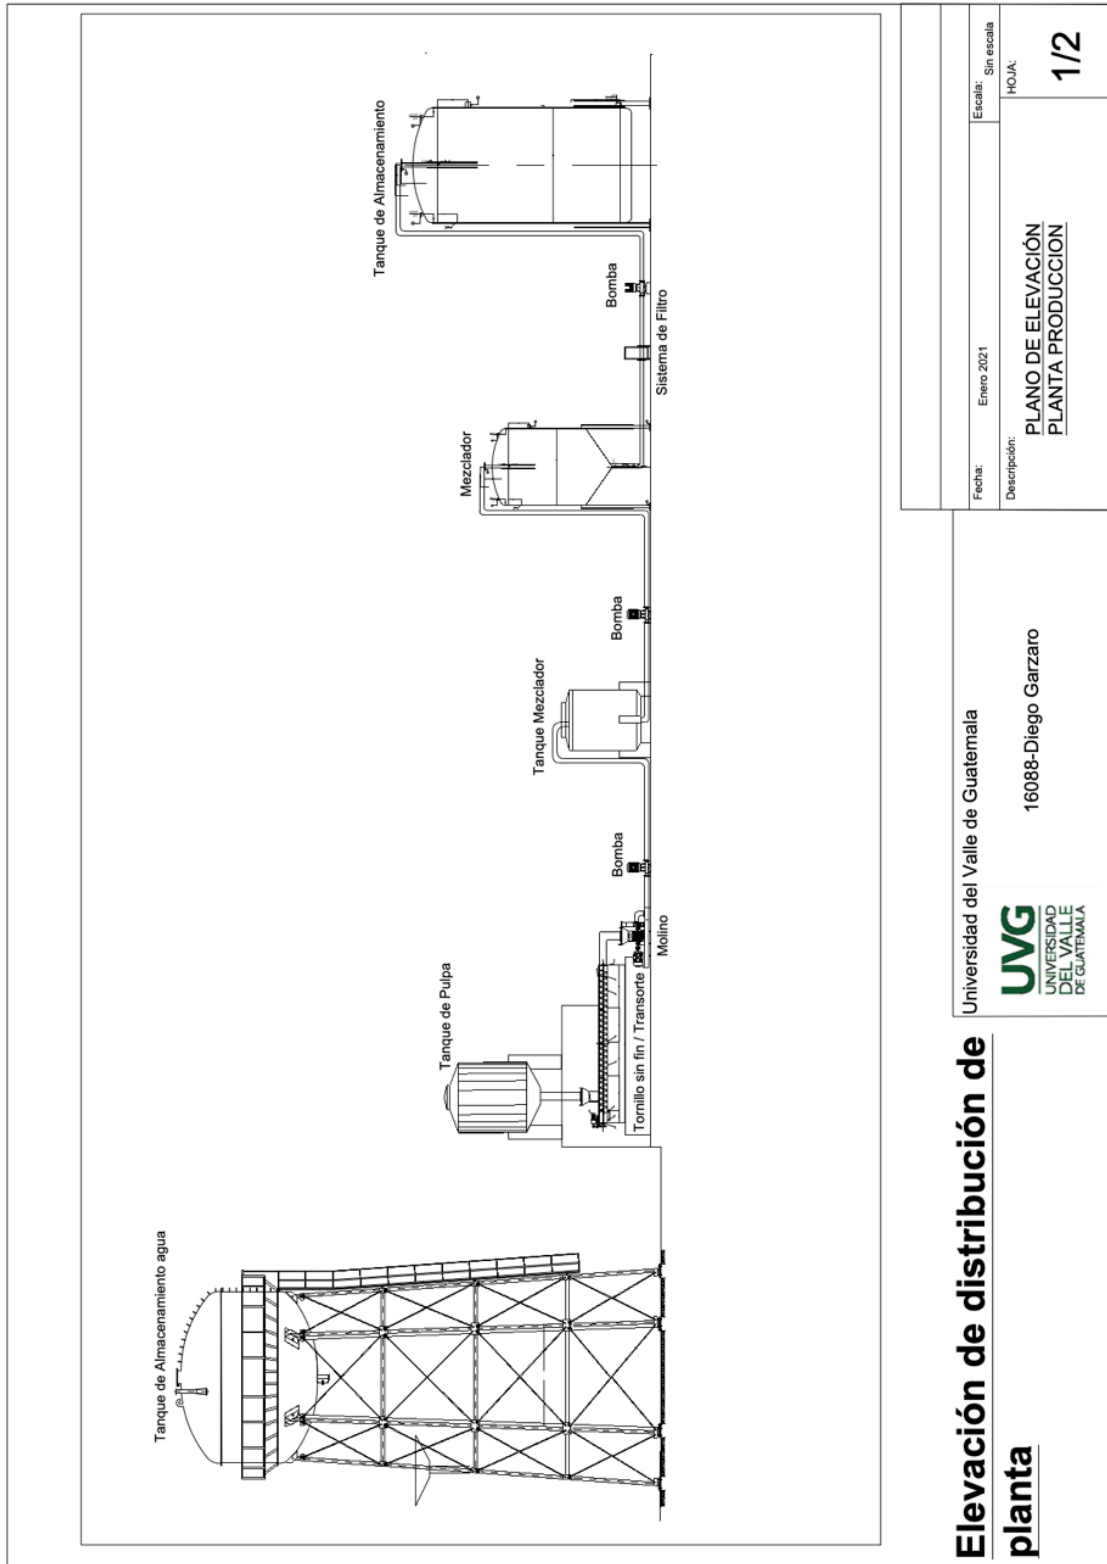 Elevación de distribución de
planta
Tanque de Almacenamiento agua
Tanque de Pulpa
Tornillo sin fin / Transorte
Molino
Bomba
Tanque Mezclador
Bomba
Mezclador
Sistema de Filtro
Bomba
Tanque de Almacenamiento
Universidad del Valle de Guatemala
UVG
UNIVERSIDAD
DEL VALLE
DE GUATEMALA
16088-Diego Garzaro
Fecha:
Enero 2021
Escala:
Sin escala
Descripción:
PLANO DE ELEVACIÓN
PLANTA PRODUCCION
HOJA:
1/2